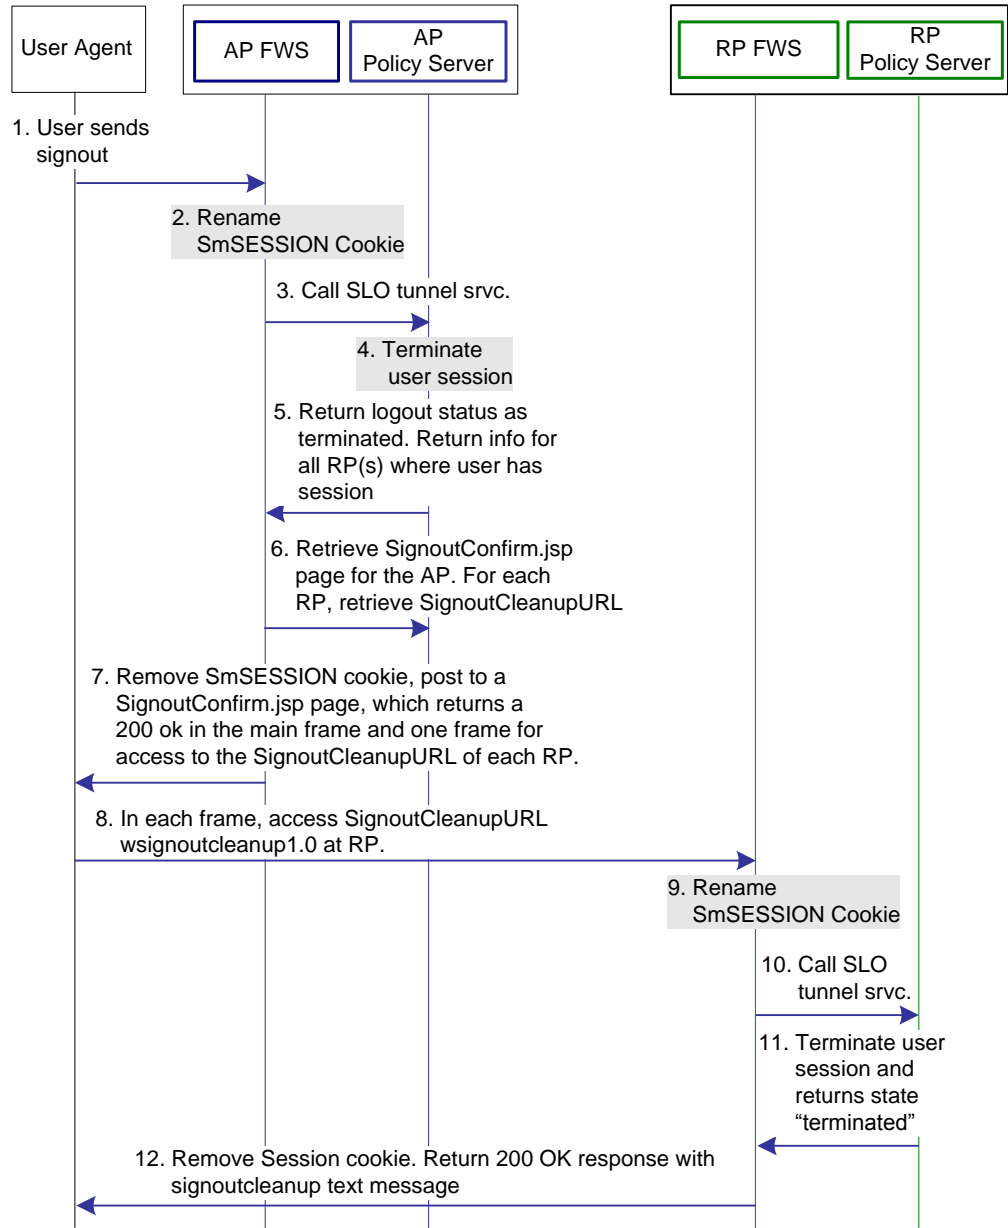 User Agent
AP FWS
AP
Policy Server
RP FWS
RP
Policy Server
1. User sends
signout
2. Rename
SmSESSION Cookie
3. Call SLO tunnel srvc.
4. Terminate
user session
5. Return logout status as
terminated. Return info for
all RP(s) where user has
session
6. Retrieve SignoutConfirm.jsp
page for the AP. For each
RP, retrieve SignoutCleanupURL
7. Remove SmSESSION cookie, post to a
SignoutConfirm.jsp page, which returns a
200 ok in the main frame and one frame for
access to the SignoutCleanupURL of each RP.
8. In each frame, access SignoutCleanupURL
wsignoutcleanup1.0 at RP.
9. Rename
SmSESSION Cookie
10. Call SLO
tunnel srvc.
11. Terminate user
session and
returns state
“terminated”
12. Remove Session cookie. Return 200 OK response with
signoutcleanup text message